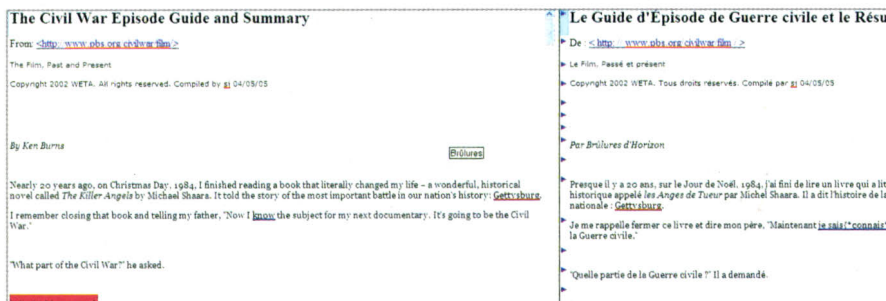 The Civil War Episode Guide and Summary
From: <http: www.pbs.org civilwar film/>
The Film, Past and Present
Copyright 2002 WETA. All rights reserved. Compiled by sj 04/05/05
By Ken Burns
Brûlures
Nearly 20 years ago, on Christmas Day, 1984, I finished reading a book that literally changed my life – a wonderful, historical
novel called The Killer Angels by Michael Shaara. It told the story of the most important battle in our nation's history: Gettysburg.
I remember closing that book and telling my father, "Now I know the subject for my next documentary. It's going to be the Civil
War."
"What part of the Civil War?" he asked.
Le Guide d'Épisode de Guerre civile et le Résu
De : < http: www.pbs.org civilwar film : >
Le Film, Passé et présent
Copyright 2002 WETA. Tous droits réservés. Compilé par sj 04/05/05
Par Brûlures d'Horizon
Presque il y a 20 ans, sur le Jour de Noël, 1984, j'ai fini de lire un livre qui a lit
historique appelé les Anges de Tueur par Michel Shaara. Il a dit l'histoire de la
nationale : Gettysburg.
Je me rappelle fermer ce livre et dire mon père, "Maintenant je sais[*connais
la Guerre civile."
"Quelle partie de la Guerre civile ?" Il a demandé.